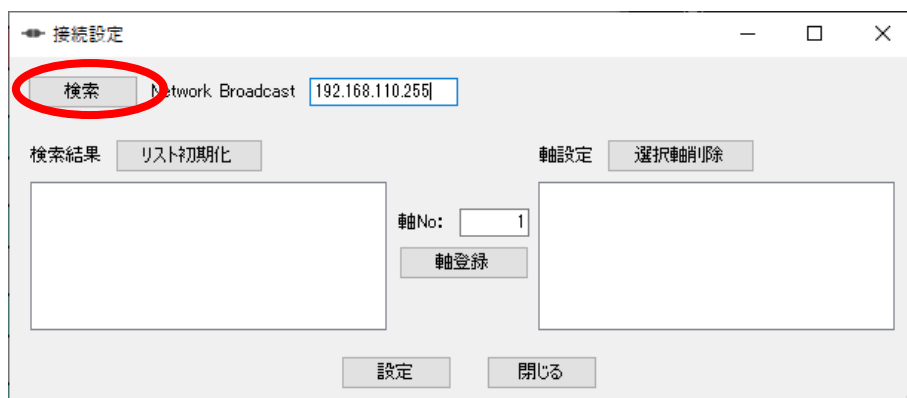 接続設定
検索 Network Broadcast 192.168.110.255
検索結果 リスト初期化 軸設定 選択軸削除
軸No: 1
軸登録
設定 閉じる